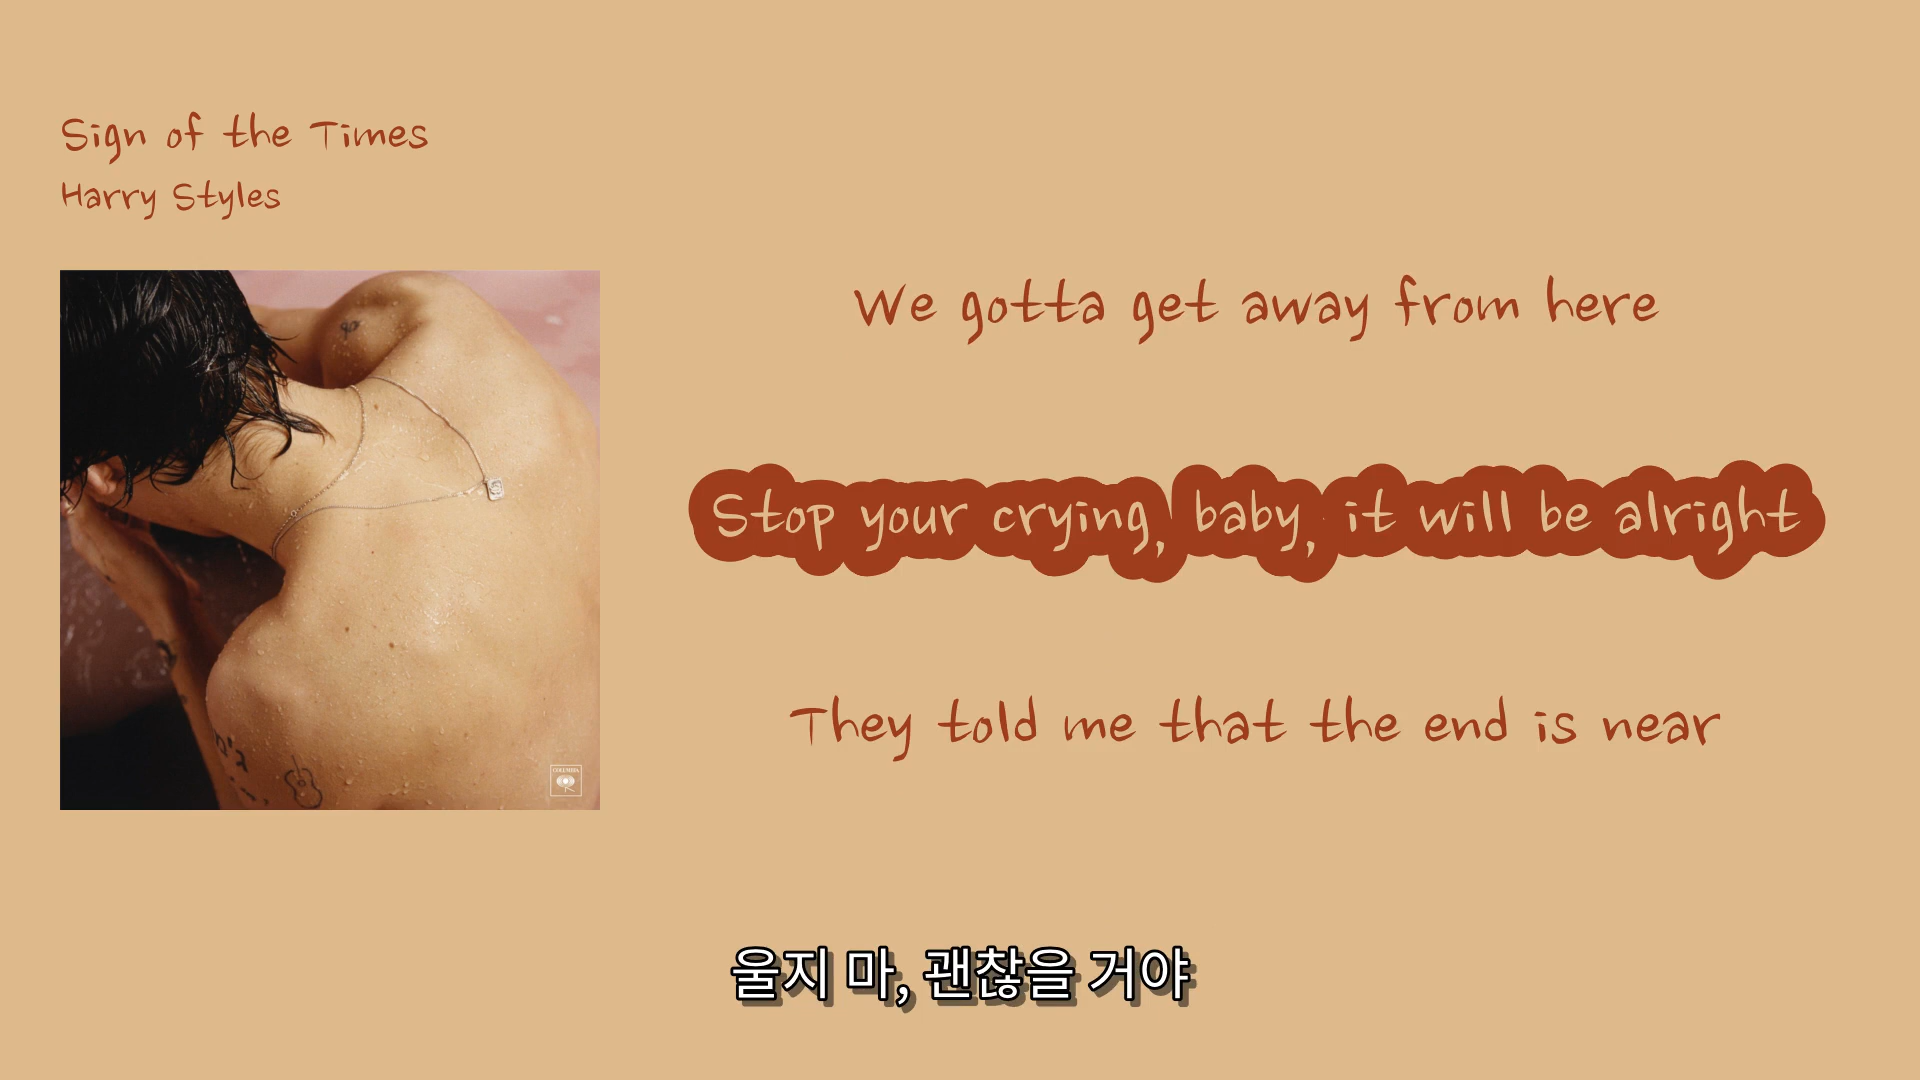 Sign of the Times
Harry Styles
We gotta get away from here
Stop your crying, baby, it will be alright
They told me that the end is near
COLUMBIA
울지 마, 괜찮을 거야